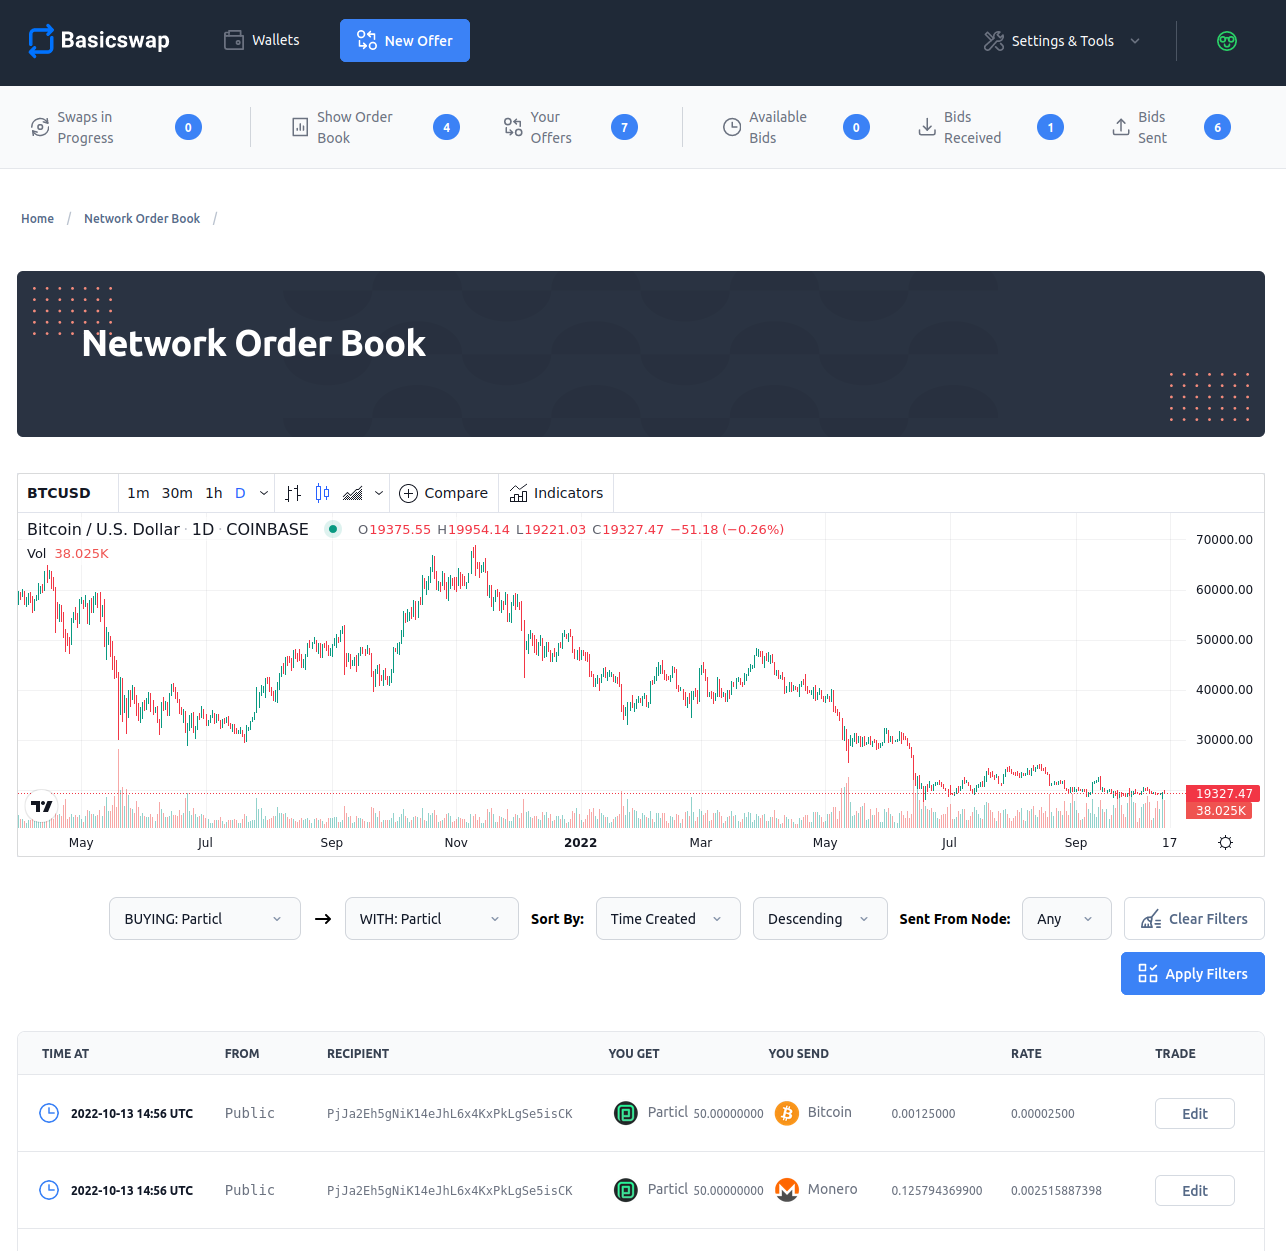 Basicswap Wallets New Offer Settings & Tools
Swaps in Progress 0 Show Order Book 4 Your Offers 7 Available Bids 0 Bids Received 1 Bids Sent 6
Home / Network Order Book /
Network Order Book
BTCUSD 1m 30m 1h D Compare Indicators
Bitcoin / U.S. Dollar · 1D · COINBASE O19375.55 H19954.14 L19221.03 C19327.47 −51.18 (−0.26%)
Vol 38.025K
70000.00
60000.00
50000.00
40000.00
30000.00
19327.47
38.025K
May Jul Sep Nov 2022 Mar May Jul Sep 17
BUYING: Particl → WITH: Particl Sort By: Time Created Descending Sent From Node: Any Clear Filters
Apply Filters
TIME AT FROM RECIPIENT YOU GET YOU SEND RATE TRADE
2022-10-13 14:56 UTC Public PjJa2Eh5gNiK14eJhL6x4KxPkLgSe5isCK Particl 50.00000000 Bitcoin 0.00125000 0.00002500 Edit
2022-10-13 14:56 UTC Public PjJa2Eh5gNiK14eJhL6x4KxPkLgSe5isCK Particl 50.00000000 Monero 0.125794369900 0.002515887398 Edit